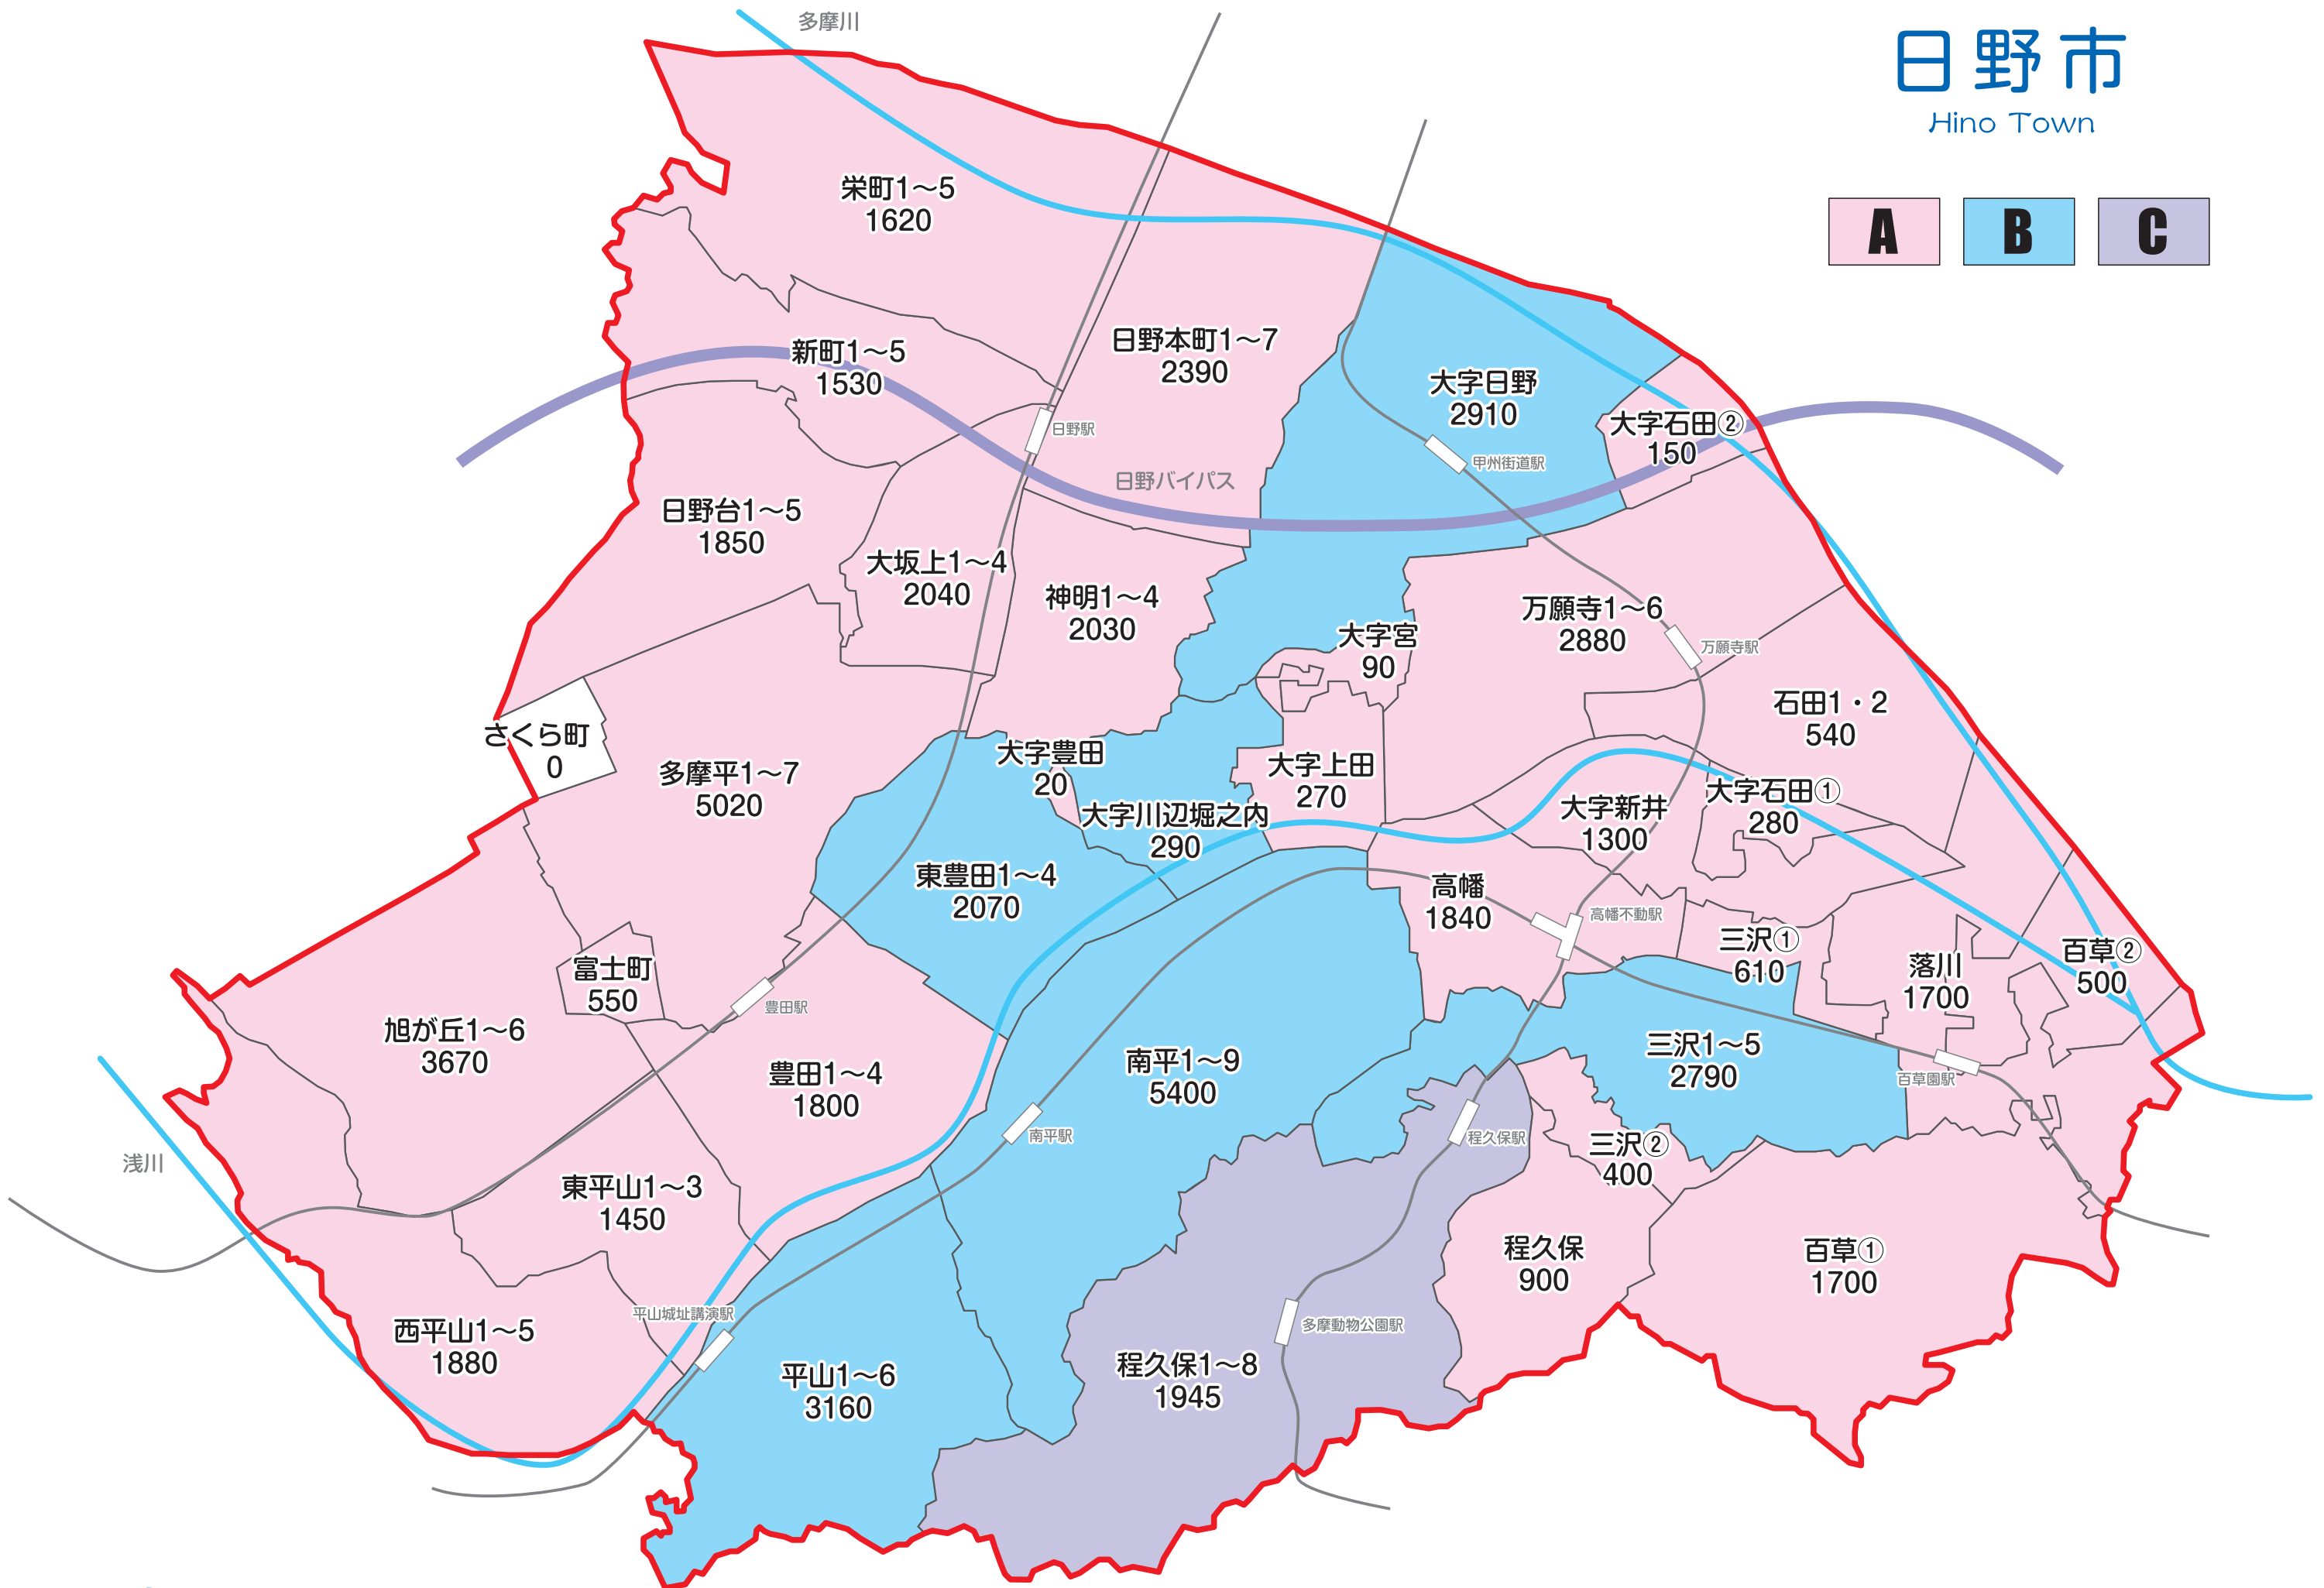 多摩川
日野市
Hino Town
A
B
C
栄町1～5
1620
日野本町1～7
2390
新町1～5
1530
大字日野
2910
大字石田②
150
日野駅
甲州街道駅
日野バイパス
日野台1～5
1850
大坂上1～4
2040
神明1～4
2030
万願寺1～6
2880
大字宮
90
万願寺駅
石田1・2
540
さくら町
0
多摩平1～7
5020
大字豊田
20
大字上田
270
大字川辺堀之内
290
大字新井
1300
大字石田①
280
東豊田1～4
2070
高幡
1840
高幡不動駅
三沢①
610
落川
1700
百草②
500
富士町
550
豊田駅
旭が丘1～6
3670
豊田1～4
1800
南平1～9
5400
三沢1～5
2790
百草園駅
南平駅
程久保駅
三沢②
400
浅川
東平山1～3
1450
程久保
900
百草①
1700
平山城址講演駅
多摩動物公園駅
西平山1～5
1880
平山1～6
3160
程久保1～8
1945